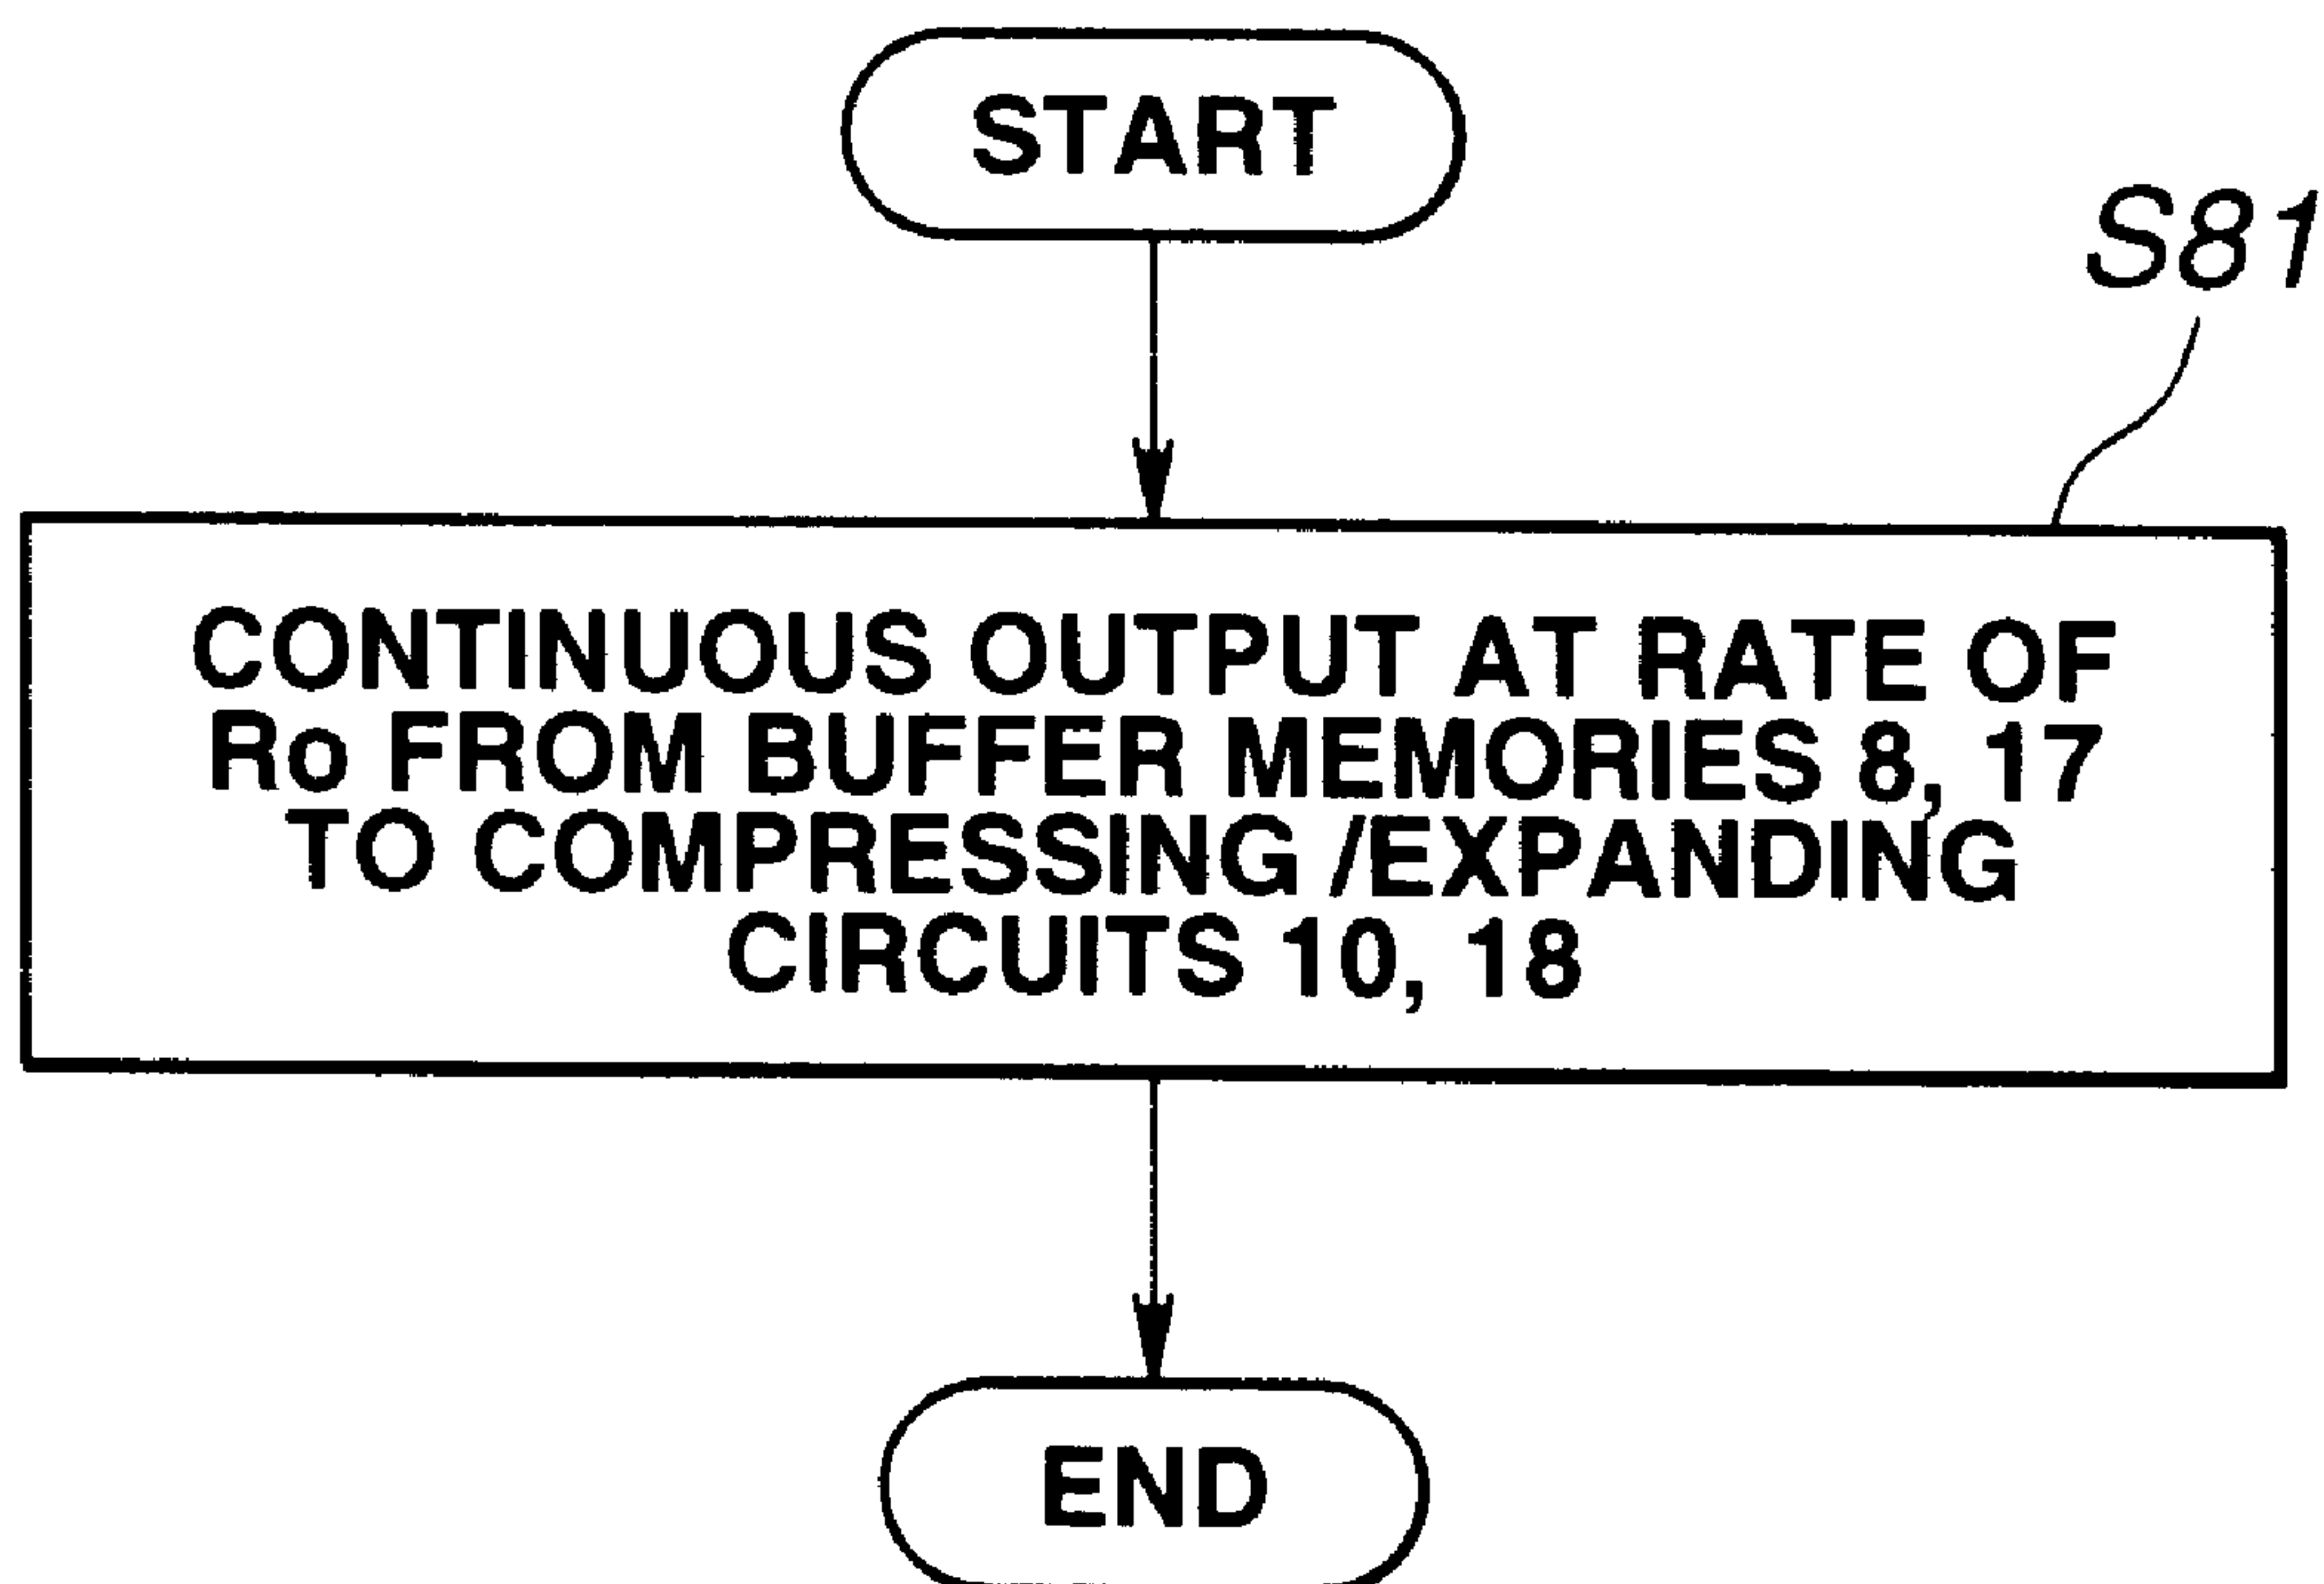 START
S81
CONTINUOUS OUTPUT AT RATE OF
Ro FROM BUFFER MEMORIES 8, 17
TO COMPRESSING /EXPANDING
CIRCUITS 10, 18
END